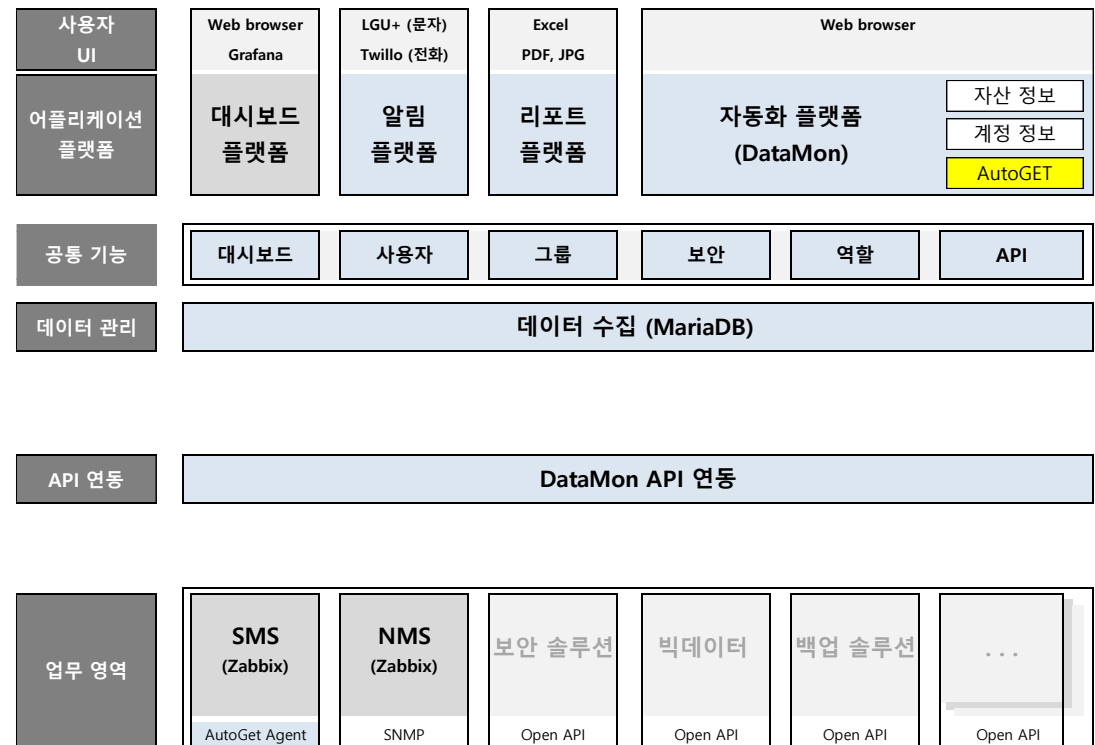 사용자
UI
Web browser
Grafana
LGU+ (문자)
Twillo (전화)
Excel
PDF, JPG
Web browser
어플리케이션
플랫폼
대시보드
플랫폼
알림
플랫폼
리포트
플랫폼
자동화 플랫폼
(DataMon)
자산 정보
계정 정보
AutoGET
공통 기능
대시보드
사용자
그룹
보안
역할
API
데이터 관리
데이터 수집 (MariaDB)
API 연동
DataMon API 연동
업무 영역
SMS
(Zabbix)
NMS
(Zabbix)
보안 솔루션
빅데이터
백업 솔루션
. . .
AutoGet Agent
SNMP
Open API
Open API
Open API
Open API